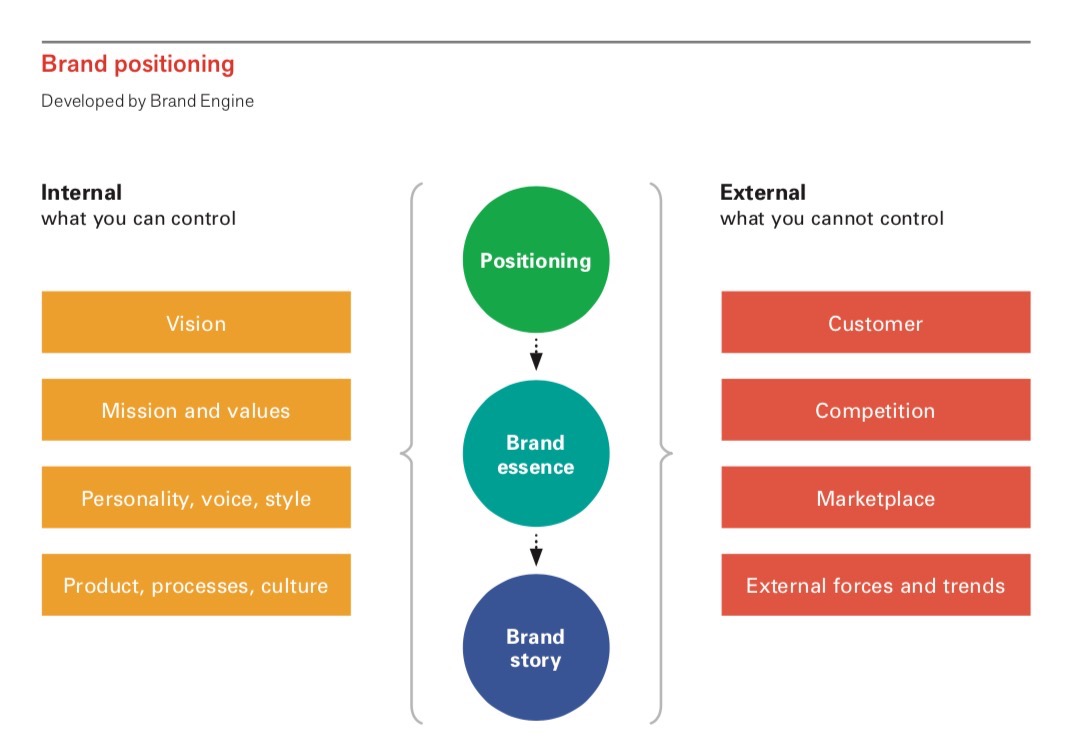 Brand positioning
Developed by Brand Engine
Internal
what you can control
Vision
Mission and values
Personality, voice, style
Product, processes, culture
Positioning
Brand
essence
Brand
story
External
what you cannot control
Customer
Competition
Marketplace
External forces and trends